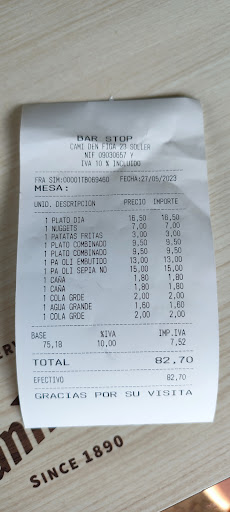 BAR STOP
CAMI DEN FIGA 23 SOLLER
NIF 09030657 Y
IVA 10 % INCLUIDO
FRA SIM:00001TB069460 FECHA:27/05/2023
MESA:
UNID. DESCRIPCION PRECIO IMPORTE
1 PLATO DIA 16,50 16,50
1 NUGGETS 7,00 7,00
1 PATATAS FRITAS 3,00 3,00
1 PLATO COMBINADO 9,50 9,50
1 PLATO COMBINADO 9,50 9,50
1 PA OLI EMBUTIDO 13,00 13,00
1 PA OLI SEPIA NO 15,00 15,00
1 CAÑA 1,80 1,80
1 CAÑA 1,80 1,80
1 COLA GRDE 2,00 2,00
1 AGUA GRANDE 1,60 1,60
1 COLA GRDE 2,00 2,00
BASE %IVA IMP.IVA
75,18 10,00 7,52
TOTAL 82.70
EFECTIVO 82.70
GRACIAS POR SU VISITA
SINCE 1890